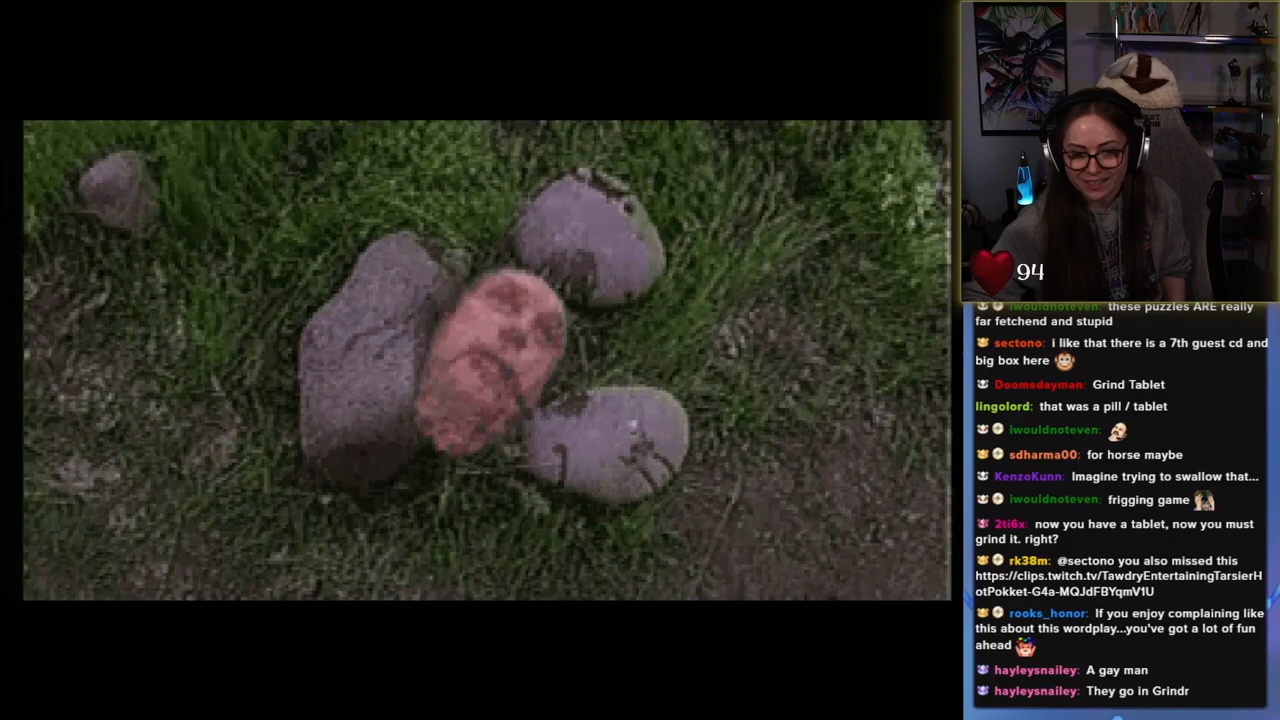 94
iwouldnoteven: these puzzles ARE really
far fetchend and stupid
sectono: i like that there is a 7th guest cd and
big box here
Doomsdayman: Grind Tablet
lingolord: that was a pill / tablet
iwouldnoteven:
sdharma00: for horse maybe
KenzoKunn: Imagine trying to swallow that...
iwouldnoteven: frigging game
2ti6x: now you have a tablet, now you must
grind it. right?
rk38m: @sectono you also missed this
https://clips.twitch.tv/TawdryEntertainingTarsierH
otPokket-G4a-MQJdFBYqmV1U
rooks_honor: If you enjoy complaining like
this about this wordplay...you've got a lot of fun
ahead
hayleysnailey: A gay man
hayleysnailey: They go in Grindr